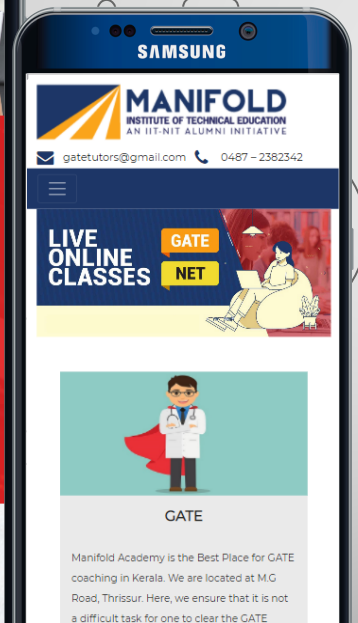 SAMSUNG
MANIFOLD
INSTITUTE OF TECHNICAL EDUCATION
AN IIT-NIT ALUMNI INITIATIVE
gatetutors@gmail.com 0487 – 2382342
LIVE
ONLINE
CLASSES
GATE
NET
GATE
Manifold Academy is the Best Place for GATE
coaching in Kerala. We are located at M.G
Road, Thrissur. Here, we ensure that it is not
a difficult task for one to clear the GATE